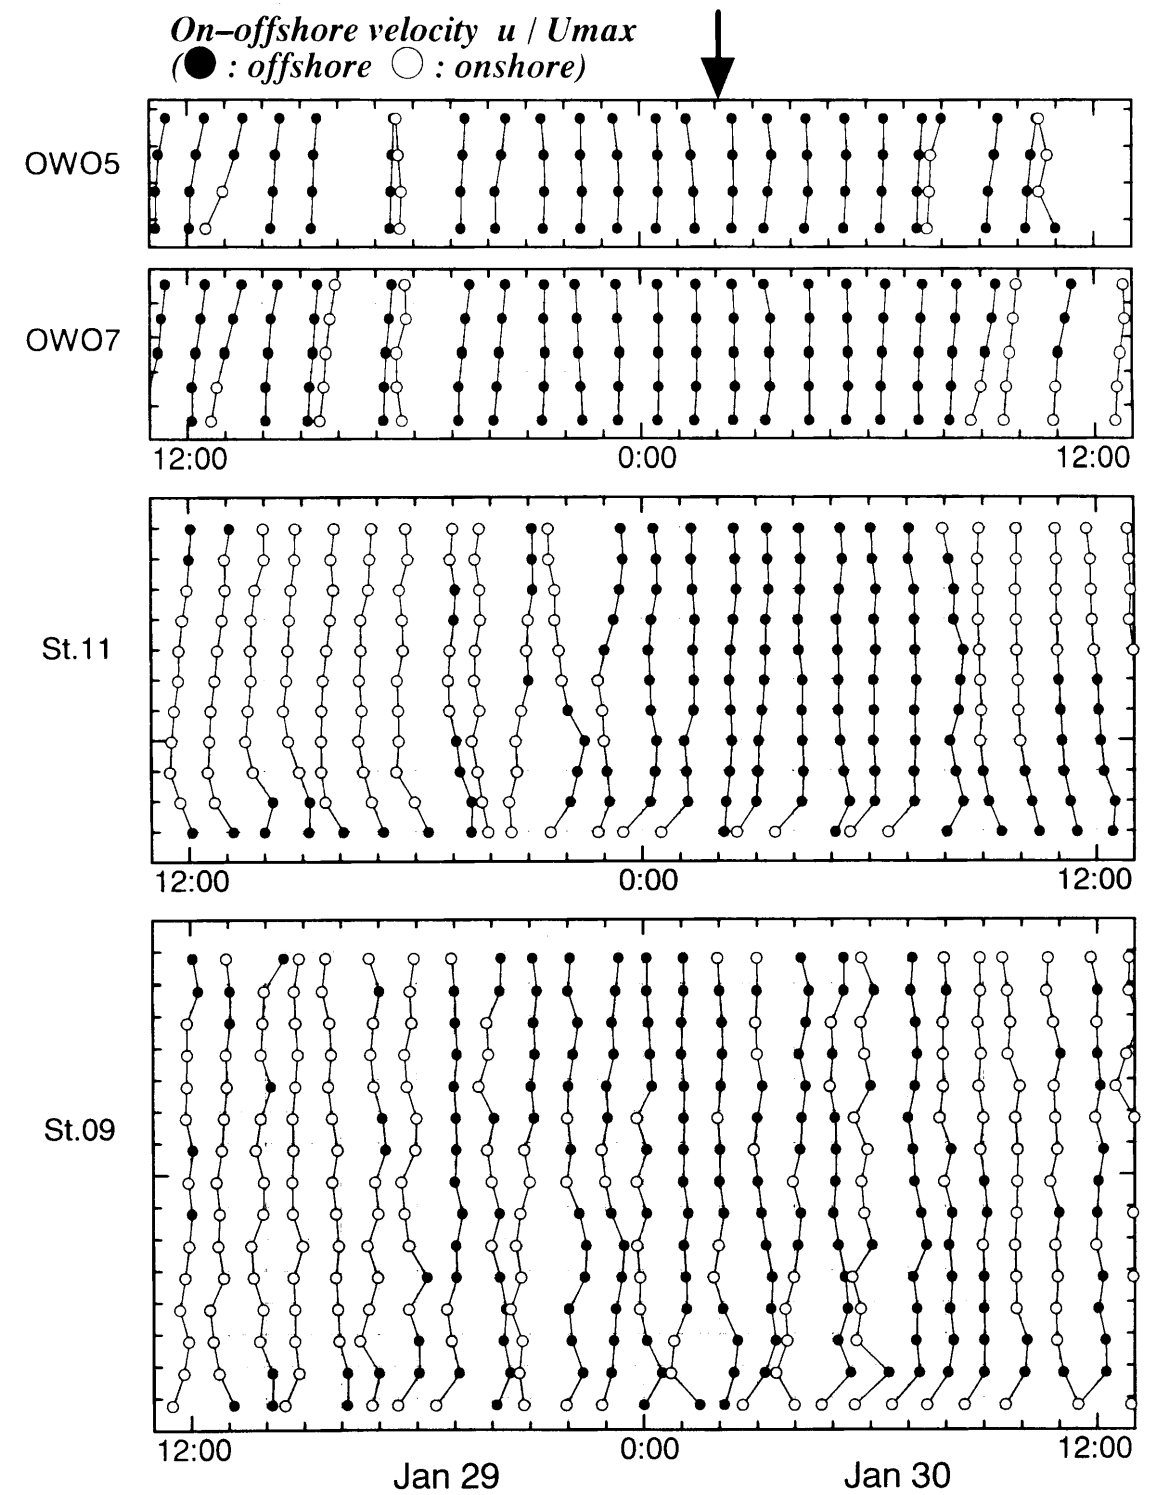 On–offshore velocity u / Umax
(● : offshore ○ : onshore)
OWO5
OWO7
12:00 0:00 12:00
St.11
12:00 0:00 12:00
St.09
12:00 0:00 12:00
Jan 29 Jan 30